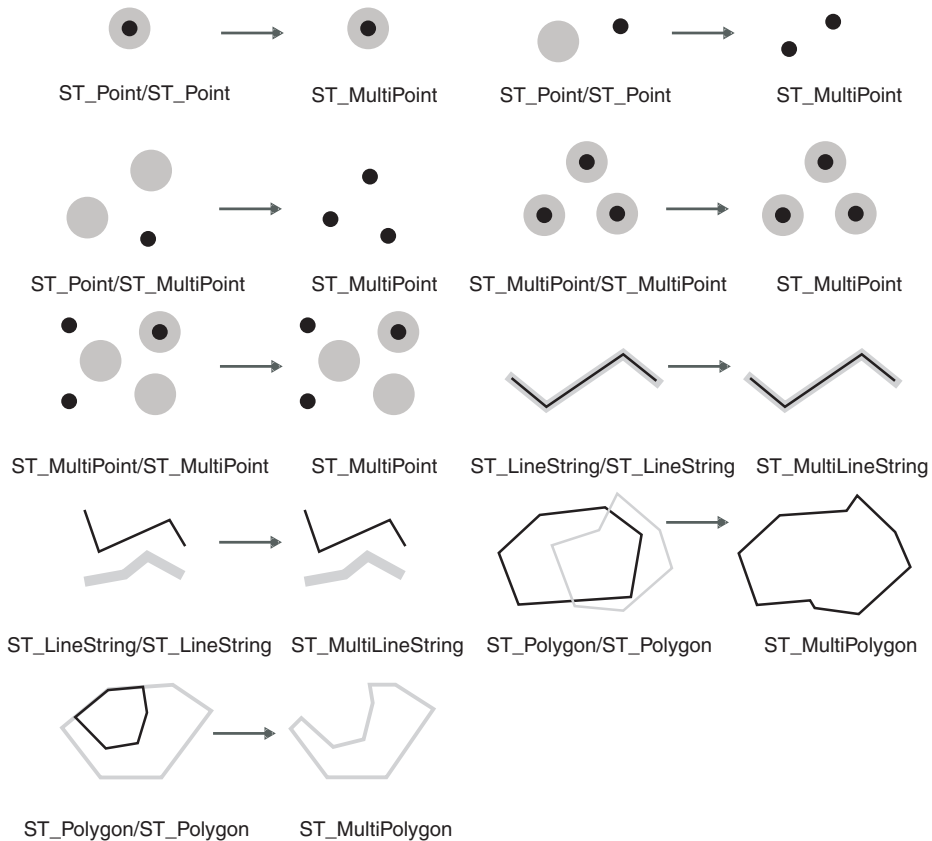 ST_Point/ST_Point
ST_MultiPoint
ST_Point/ST_Point
ST_MultiPoint
ST_Point/ST_MultiPoint
ST_MultiPoint
ST_MultiPoint/ST_MultiPoint
ST_MultiPoint
ST_MultiPoint/ST_MultiPoint
ST_MultiPoint
ST_LineString/ST_LineString
ST_MultiLineString
ST_LineString/ST_LineString
ST_MultiLineString
ST_Polygon/ST_Polygon
ST_MultiPolygon
ST_Polygon/ST_Polygon
ST_MultiPolygon